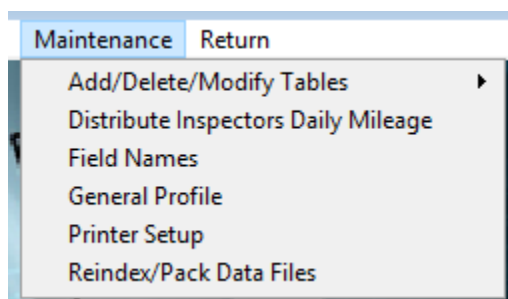 Maintenance Return
Add/Delete/Modify Tables
Distribute Inspectors Daily Mileage
Field Names
General Profile
Printer Setup
Reindex/Pack Data Files